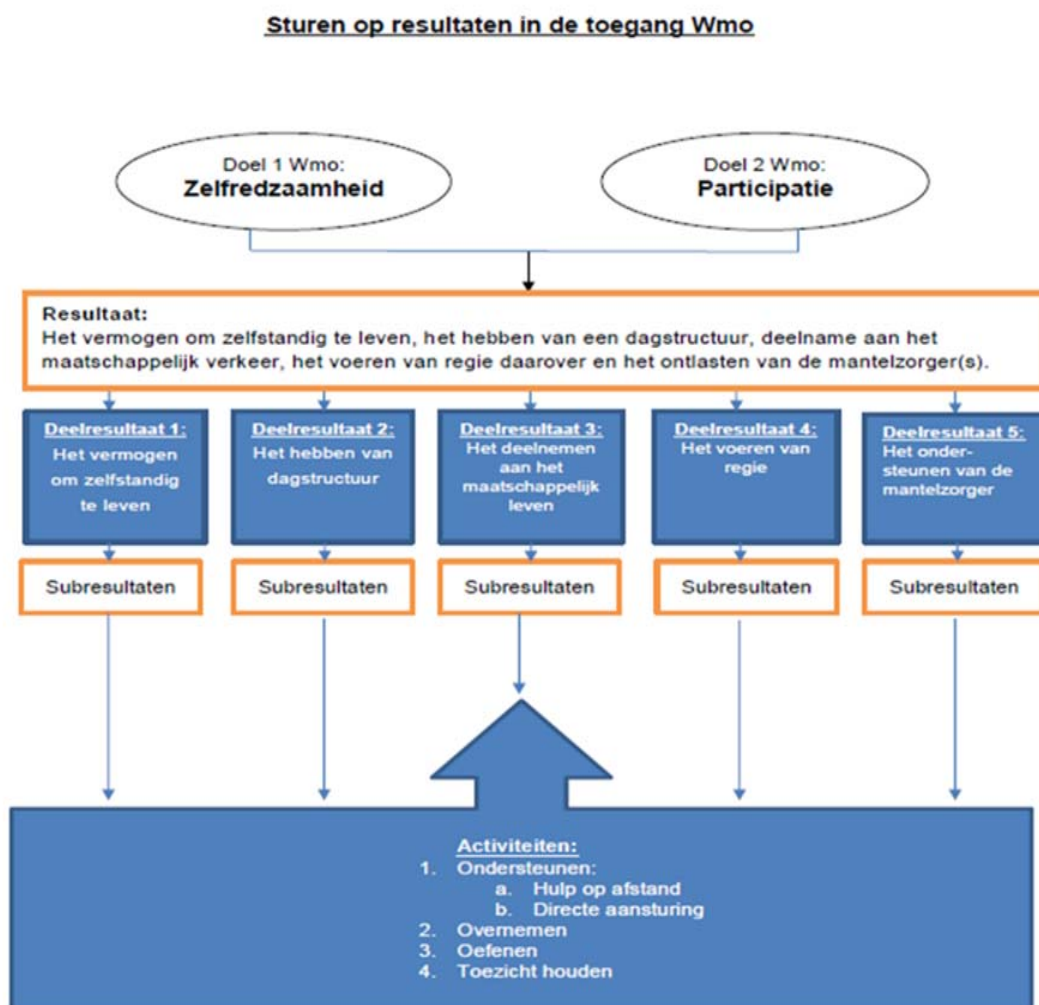 Sturen op resultaten in de toegang Wmo
Doel 1 Wmo:
Zelfredzaamheid
Doel 2 Wmo:
Participatie
Resultaat:
Het vermogen om zelfstandig te leven, het hebben van een dagstructuur, deelname aan het
maatschappelijk verkeer, het voeren van regie daarover en het ontlasten van de mantelzorger(s).
Deelresultaat 1:
Het vermogen
om zelfstandig
te leven
Deelresultaat 2:
Het hebben van
dagstructuur
Deelresultaat 3:
Het deelnemen
aan het
maatschappelijk
leven
Deelresultaat 4:
Het voeren van
regie
Deelresultaat 5:
Het onder-
steunen van de
mantelzorger
Subresultaten
Subresultaten
Subresultaten
Subresultaten
Subresultaten
Activiteiten:
1. Ondersteunen:
a. Hulp op afstand
b. Directe aansturing
2. Overnemen
3. Oefenen
4. Toezicht houden